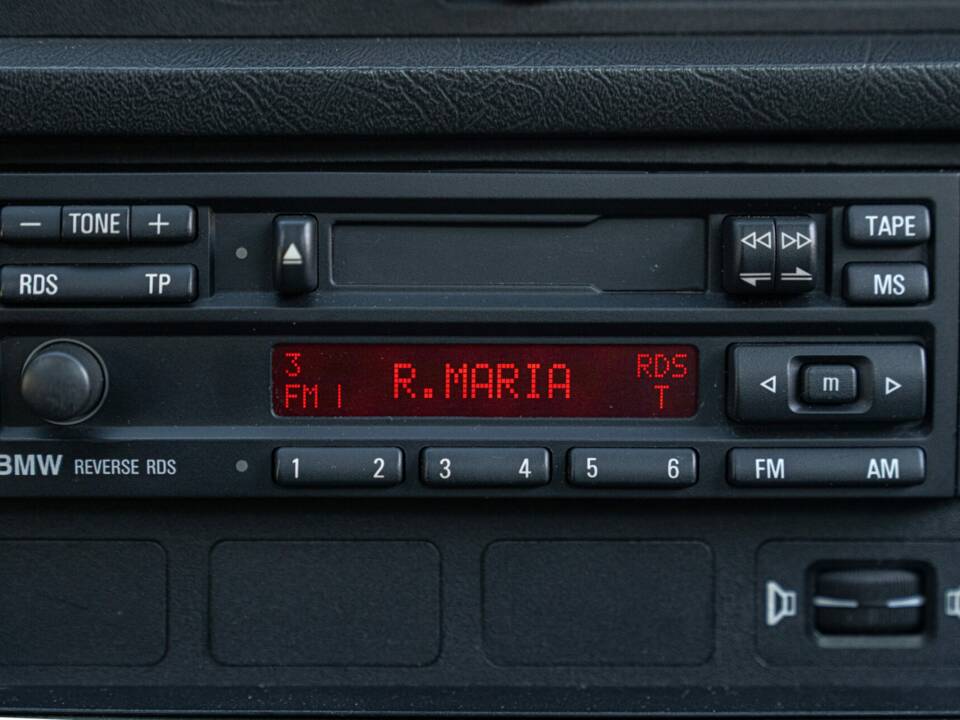 − TONE +
RDS TP
TAPE
MS
3
FM I
R.MARIA
RDS
T
m
BMW REVERSE RDS
1 2 3 4 5 6
FM AM